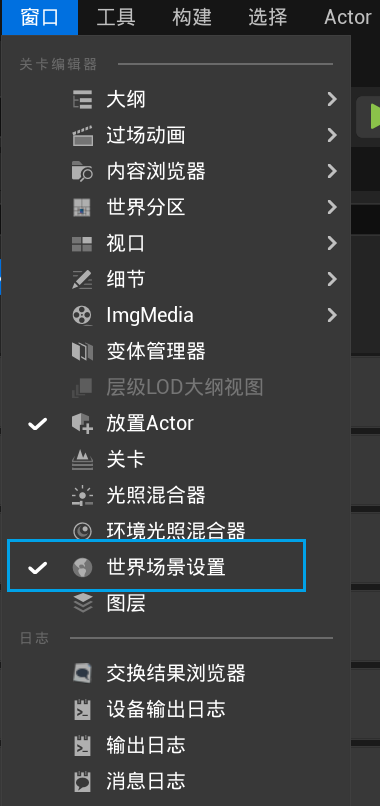 窗口 工具 构建 选择 Actor
关卡编辑器
大纲
过场动画
内容浏览器
世界分区
视口
细节
ImgMedia
变体管理器
层级LOD大纲视图
放置Actor
关卡
光照混合器
环境光照混合器
世界场景设置
图层
日志
交换结果浏览器
设备输出日志
输出日志
消息日志